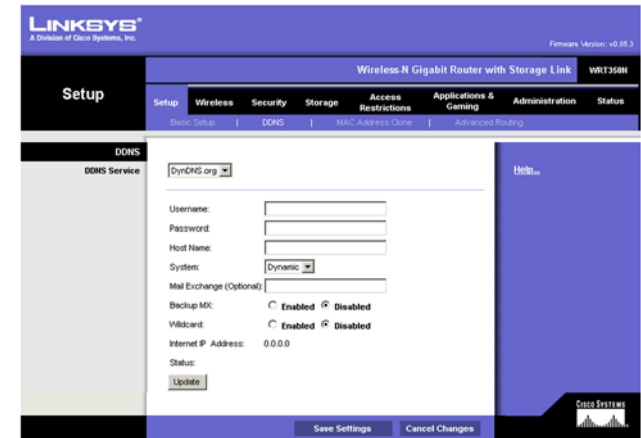 LINKSYS®
A Division of Cisco Systems, Inc.
Firmware Version: v0.85.3
Wireless-N Gigabit Router with Storage Link WRT350N
Setup
Setup Wireless Security Storage Access Restrictions Applications & Gaming Administration Status
Basic Setup | DDNS | MAC Address Clone | Advanced Routing
DDNS
DDNS Service
DynDNS.org
Help...
Username:
Password:
Host Name:
System: Dynamic
Mail Exchange (Optional):
Backup MX: Enabled Disabled
Wildcard: Enabled Disabled
Internet IP Address: 0.0.0.0
Status:
Update
CISCO SYSTEMS
Save Settings Cancel Changes